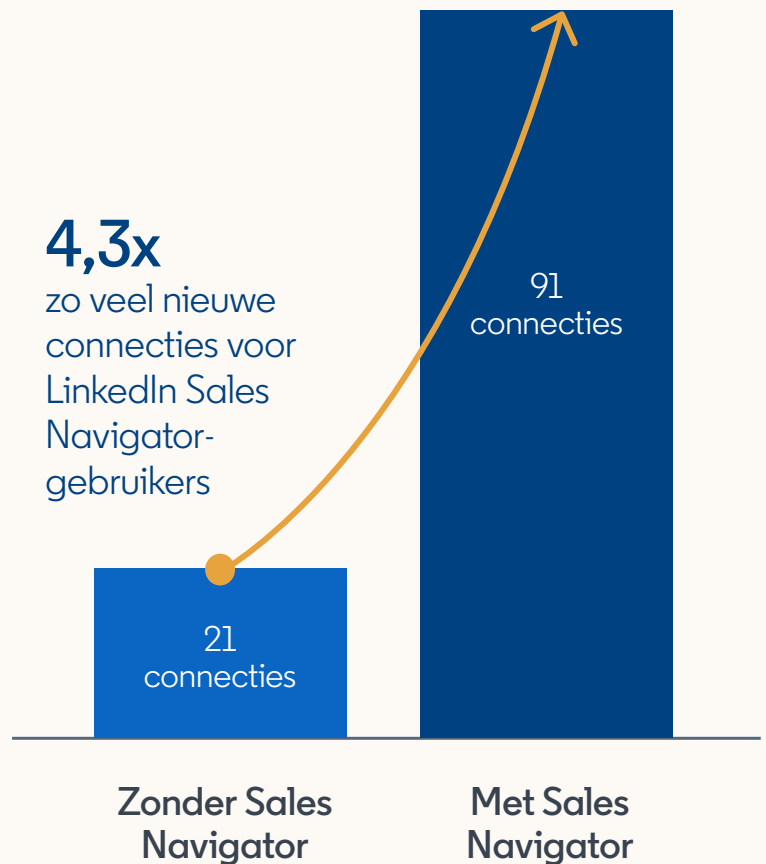 4,3x
zo veel nieuwe
connecties voor
LinkedIn Sales
Navigator-
gebruikers
91
connecties
21
connecties
Zonder Sales
Navigator
Met Sales
Navigator